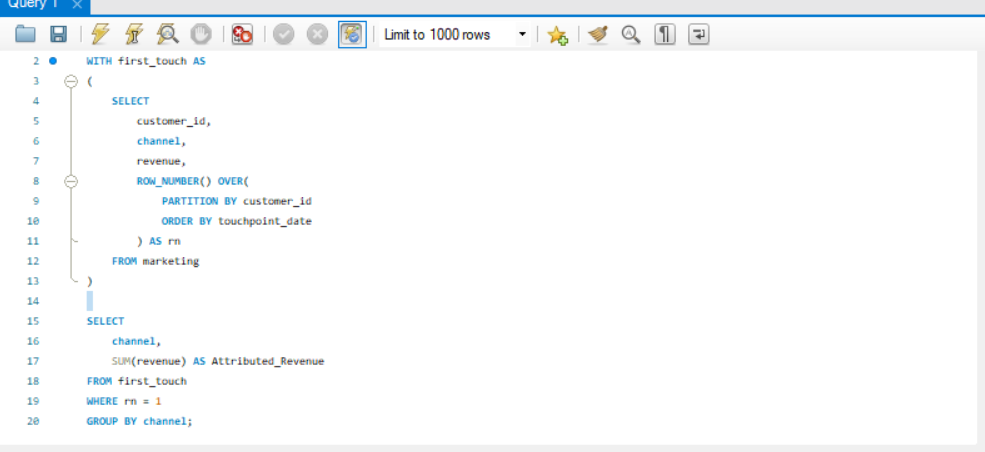 Query 1 ×
Limit to 1000 rows
2 WITH first_touch AS
3 (
4 SELECT
5 customer_id,
6 channel,
7 revenue,
8 ROW_NUMBER() OVER(
9 PARTITION BY customer_id
10 ORDER BY touchpoint_date
11 ) AS rn
12 FROM marketing
13 )
14
15 SELECT
16 channel,
17 SUM(revenue) AS Attributed_Revenue
18 FROM first_touch
19 WHERE rn = 1
20 GROUP BY channel;